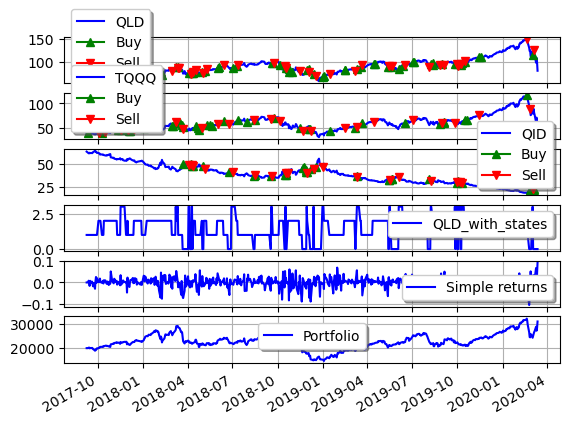 QLD
Buy
Sell
150
100
TQQQ
Buy
Sell
100
50
QID
Buy
Sell
50
25
QLD_with_states
2.5
0.0
Simple returns
0.1
0.0
−0.1
Portfolio
30000
20000
2017-10
2018-01
2018-04
2018-07
2018-10
2019-01
2019-04
2019-07
2019-10
2020-01
2020-04